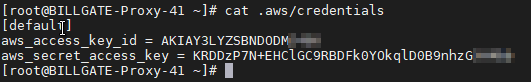 [root@BILLGATE-Proxy-41 ~]# cat .aws/credentials
[default]
aws_access_key_id = AKIAY3LYZSBNDODM
aws_secret_access_key = KRDDzP7N+EHClGC9RBDFk0YOkqlD0B9nhzG
[root@BILLGATE-Proxy-41 ~]#